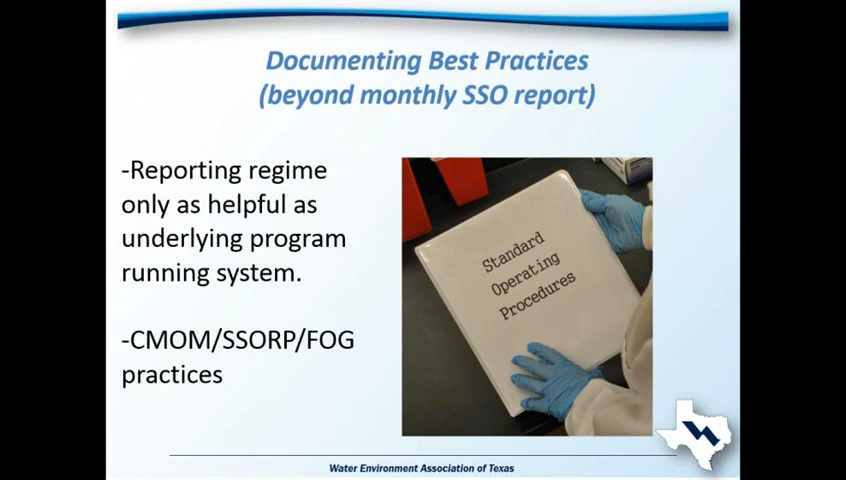 Documenting Best Practices
(beyond monthly SSO report)
-Reporting regime
only as helpful as
underlying program
running system.
-CMOM/SSORP/FOG
practices
Standard
Operating
Procedures
Water Environment Association of Texas